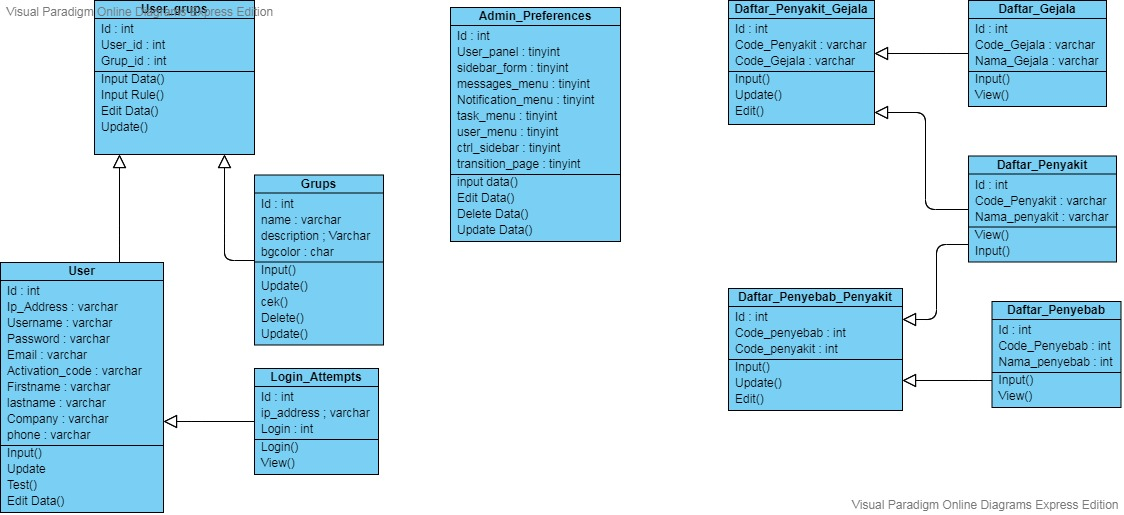 Visual Paradigm Online Diagrams Express Edition
User_grups
Id : int
User_id : int
Grup_id : int
Input Data()
Input Rule()
Edit Data()
Update()
Grups
Id : int
name : varchar
description ; Varchar
bgcolor : char
Input()
Update()
cek()
Delete()
Update()
User
Id : int
Ip_Address : varchar
Username : varchar
Password : varchar
Email : varchar
Activation_code : varchar
Firstname : varchar
lastname : varchar
Company : varchar
phone : varchar
Input()
Update
Test()
Edit Data()
Login_Attempts
Id : int
ip_address ; varchar
Login : int
Login()
View()
Admin_Preferences
Id : int
User_panel : tinyint
sidebar_form : tinyint
messages_menu : tinyint
Notification_menu : tinyint
task_menu : tinyint
user_menu : tinyint
ctrl_sidebar : tinyint
transition_page : tinyint
input data()
Edit Data()
Delete Data()
Update Data()
Daftar_Penyakit_Gejala
Id : int
Code_Penyakit : varchar
Code_Gejala : varchar
Input()
Update()
Edit()
Daftar_Gejala
Id : int
Code_Gejala : varchar
Nama_Gejala : varchar
Input()
View()
Daftar_Penyakit
Id : int
Code_Penyakit : varchar
Nama_penyakit : varchar
View()
Input()
Daftar_Penyebab_Penyakit
Id : int
Code_penyebab : int
Code_penyakit : int
Input()
Update()
Edit()
Daftar_Penyebab
Id : int
Code_Penyebab : int
Nama_penyebab : int
Input()
View()
Visual Paradigm Online Diagrams Express Edition